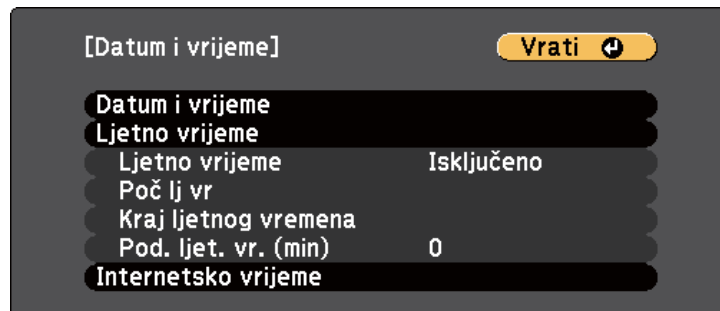 [Datum i vrijeme] Vrati
Datum i vrijeme
Ljetno vrijeme
Ljetno vrijeme Isključeno
Poč lj vr
Kraj ljetnog vremena
Pod. ljet. vr. (min) 0
Internetsko vrijeme